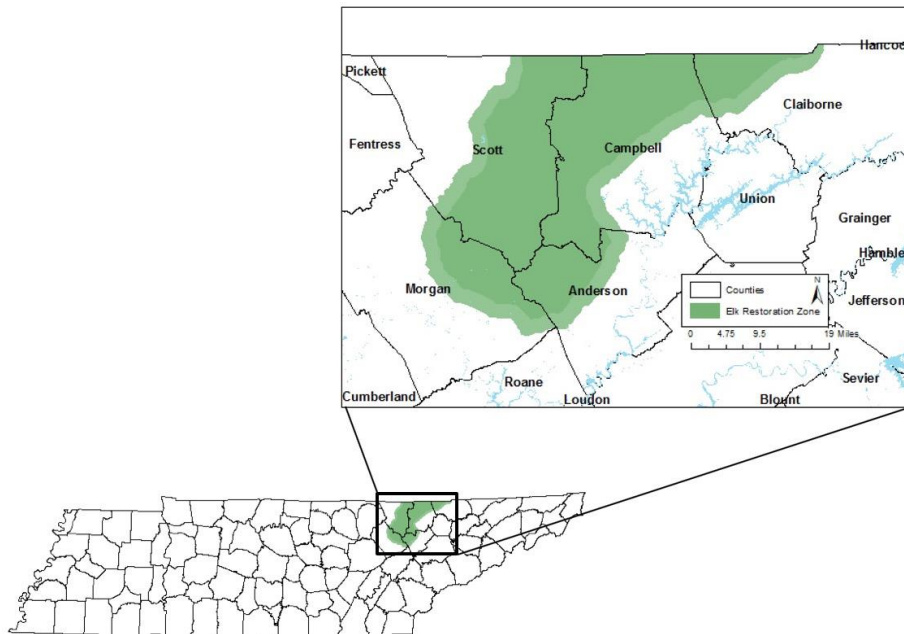 Hancoc
Pickett
Claiborne
Fentress
Scott
Campbell
Union
Grainger
Hamble
Counties
Elk Restoration Zone
N
Morgan
Anderson
Jefferson
0 4.75 9.5 19 Miles
Roane
Sevier
Cumberland
Loudon
Blount